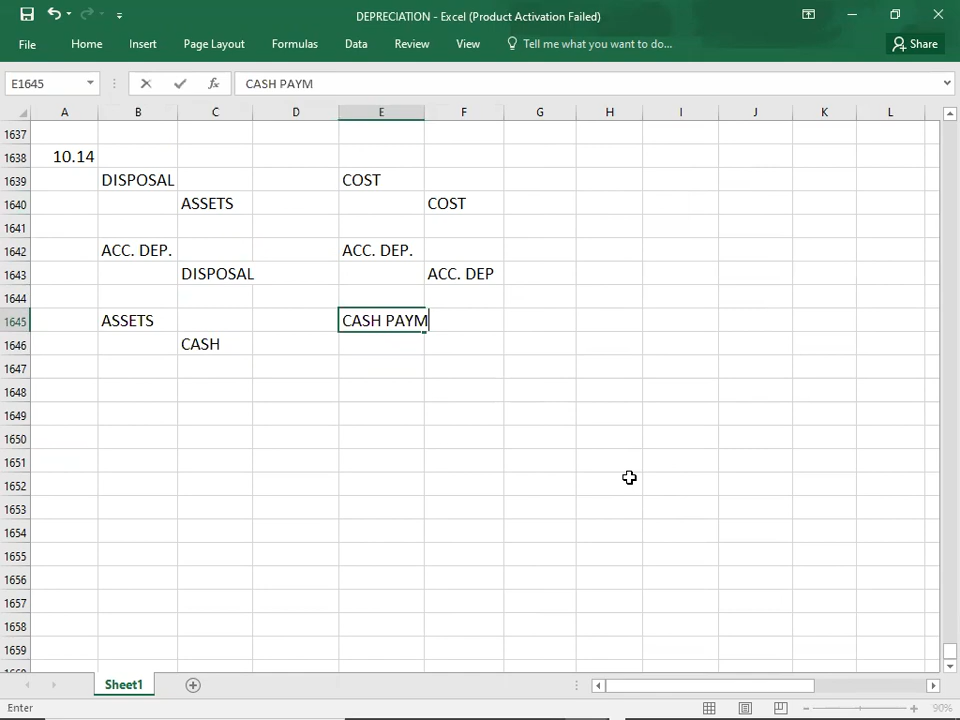 DEPRECIATION - Excel (Product Activation Failed)
File Home Insert Page Layout Formulas Data Review View Tell me what you want to do... Share
E1645 fx CASH PAYM
A B C D E F G H I J K L
1637
1638 10.14
1639 DISPOSAL COST
1640 ASSETS COST
1641
1642 ACC. DEP. ACC. DEP.
1643 DISPOSAL ACC. DEP
1644
1645 ASSETS CASH PAYM
1646 CASH
1647
1648
1649
1650
1651
1652
1653
1654
1655
1656
1657
1658
1659
Sheet1
Enter 90%